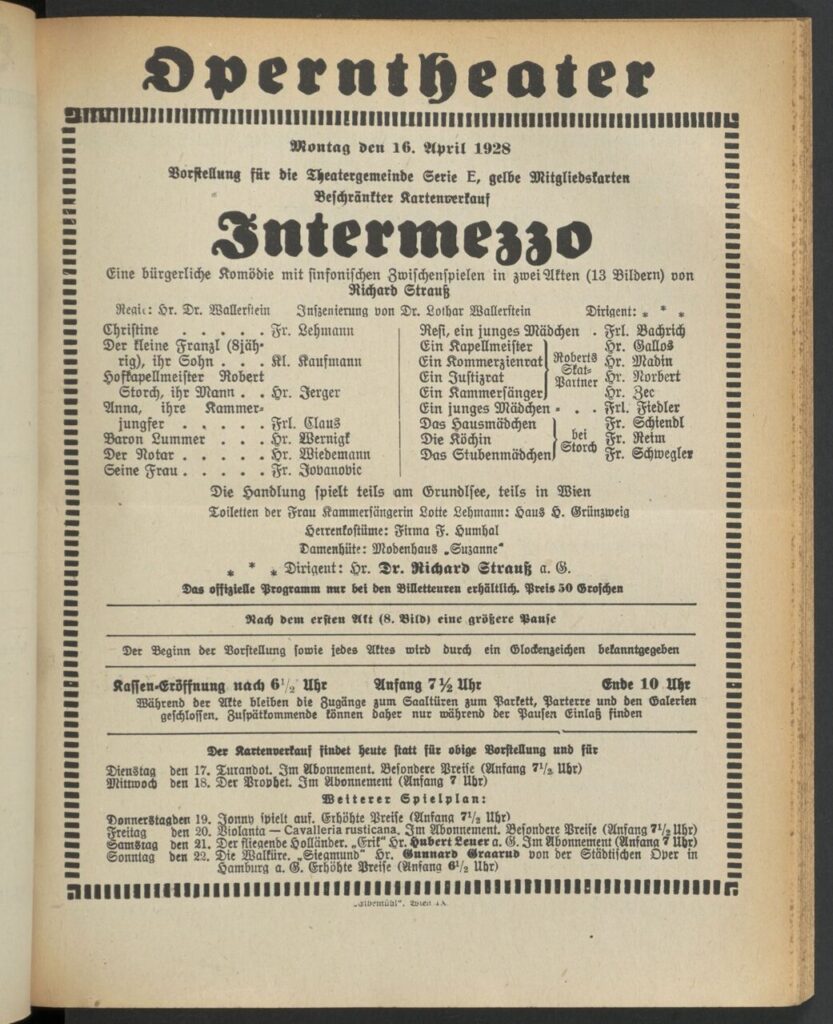 Operntheater
Montag den 16. April 1928
Vorstellung für die Theatergemeinde Serie E, gelbe Mitgliedskarten
Beschränkter Kartenverkauf
Intermezzo
Eine bürgerliche Komödie mit sinfonischen Zwischenspielen in zwei Akten (13 Bildern) von
Richard Strauß
Regie: Hr. Dr. Wallerstein Inszenierung von Dr. Lothar Wallerstein Dirigent: * * *
Christine . . . . . Fr. Lehmann
Der kleine Franzl (8jäh-
rig), ihr Sohn . . . Kl. Kaufmann
Hofkapellmeister Robert
Storch, ihr Mann . . Hr. Jerger
Anna, ihre Kammer-
jungfer . . . . . Frl. Claus
Baron Lummer . . . . Hr. Wernigk
Der Notar . . . . . Hr. Wiedemann
Seine Frau . . . . . Fr. Jovanovic
Resi, ein junges Mädchen . Frl. Bachrich
Ein Kapellmeister Hr. Gallos
Ein Kommerzienrat Hr. Madin
Ein Justizrat Hr. Norbert
Ein Kammersänger Hr. Zec
Roberts
Skat-
Partner
Ein junges Mädchen . . . Frl. Fiedler
Das Hausmädchen Fr. Schiendl
Die Köchin Fr. Reim
Das Stubenmädchen Fr. Schwegler
bei
Storch
Die Handlung spielt teils am Grundlsee, teils in Wien
Toiletten der Frau Kammersängerin Lotte Lehmann: Haus H. Grünzweig
Herrenkostüme: Firma F. Humhal
Damenhüte: Modenhaus „Suzanne“
* * * Dirigent: Hr. Dr. Richard Strauß a. G.
Das offizielle Programm nur bei den Billetteuren erhältlich. Preis 50 Groschen
Nach dem ersten Akt (8. Bild) eine größere Pause
Der Beginn der Vorstellung sowie jedes Aktes wird durch ein Glockenzeichen bekanntgegeben
Kassen-Eröffnung nach 6½ Uhr Anfang 7½ Uhr Ende 10 Uhr
Während der Akte bleiben die Zugänge zum Saaltüren zum Parkett, Parterre und den Galerien
geschlossen. Zuspätkommende können daher nur während der Pausen Einlaß finden
Der Kartenverkauf findet heute statt für obige Vorstellung und für
Dienstag den 17. Turandot. Im Abonnement. Besondere Preise (Anfang 7½ Uhr)
Mittwoch den 18. Der Prophet. Im Abonnement (Anfang 7 Uhr)
Weiterer Spielplan:
Donnerstag den 19. Jonny spielt auf. Erhöhte Preise (Anfang 7½ Uhr)
Freitag den 20. Violanta — Cavalleria rusticana. Im Abonnement. Besondere Preise (Anfang 7½ Uhr)
Samstag den 21. Der fliegende Holländer. „Erik“ Hr. Hubert Leuer a. G. Im Abonnement (Anfang 7 Uhr)
Sonntag den 22. Die Walküre. „Siegmund“ Hr. Gunnard Graarud von der Städtischen Oper in
Hamburg a. G. Erhöhte Preise (Anfang 6½ Uhr)